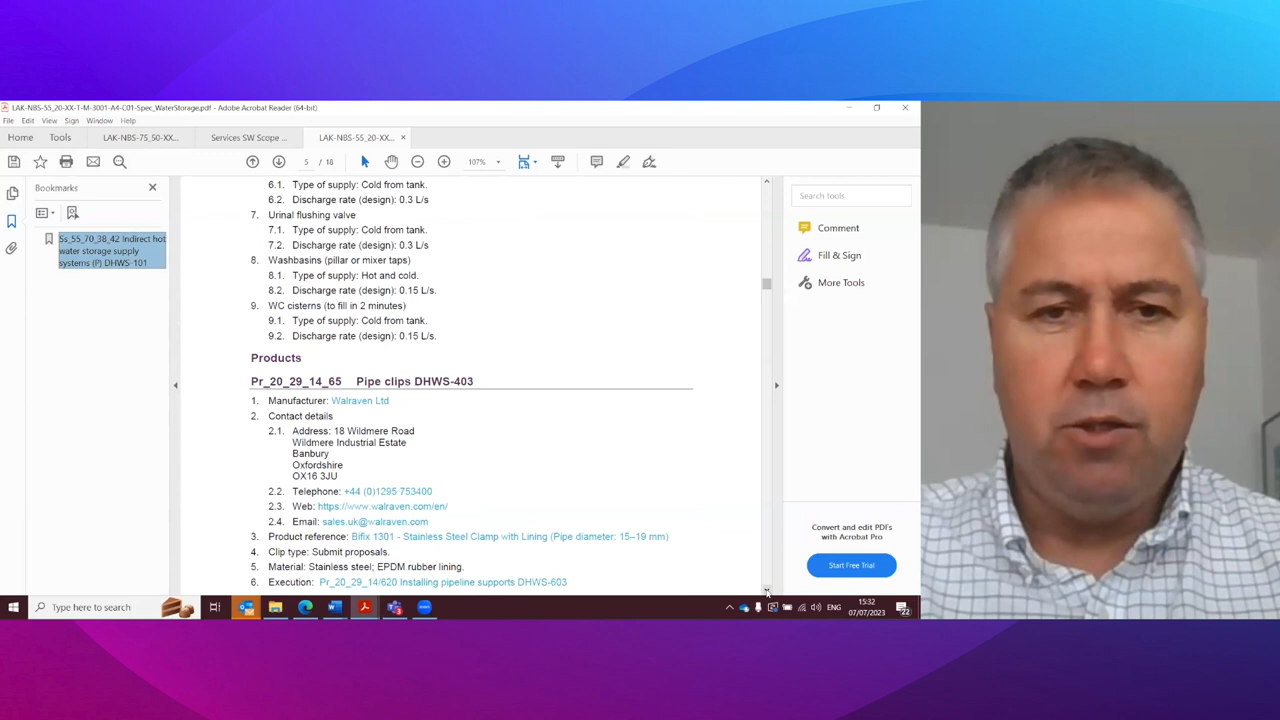 LAK-NBS-55_20-XX-T-M-3001-A4-C01-Spec_WaterStorage.pdf - Adobe Acrobat Reader (64-bit)
File Edit View Sign Window Help
Home Tools LAK-NBS-75_50-XX... Services SW Scope ... LAK-NBS-55_20-XX... ×
5 / 18 107%
Bookmarks
Ss_55_70_38_42 Indirect hot
water storage supply
systems (P) DHWS-101
6.1. Type of supply: Cold from tank.
6.2. Discharge rate (design): 0.3 L/s
7. Urinal flushing valve
7.1. Type of supply: Cold from tank.
7.2. Discharge rate (design): 0.3 L/s
8. Washbasins (pillar or mixer taps)
8.1. Type of supply: Hot and cold.
8.2. Discharge rate (design): 0.15 L/s.
9. WC cisterns (to fill in 2 minutes)
9.1. Type of supply: Cold from tank.
9.2. Discharge rate (design): 0.15 L/s.
Products
Pr_20_29_14_65 Pipe clips DHWS-403
1. Manufacturer: Walraven Ltd
2. Contact details
2.1. Address: 18 Wildmere Road
Wildmere Industrial Estate
Banbury
Oxfordshire
OX16 3JU
2.2. Telephone: +44 (0)1295 753400
2.3. Web: https://www.walraven.com/en/
2.4. Email: sales.uk@walraven.com
3. Product reference: Bifix 1301 - Stainless Steel Clamp with Lining (Pipe diameter: 15–19 mm)
4. Clip type: Submit proposals.
5. Material: Stainless steel; EPDM rubber lining.
6. Execution: Pr_20_29_14/620 Installing pipeline supports DHWS-603
Search tools
Comment
Fill & Sign
More Tools
Convert and edit PDFs
with Acrobat Pro
Start Free Trial
Type here to search
ENG
15:32
07/07/2023
22